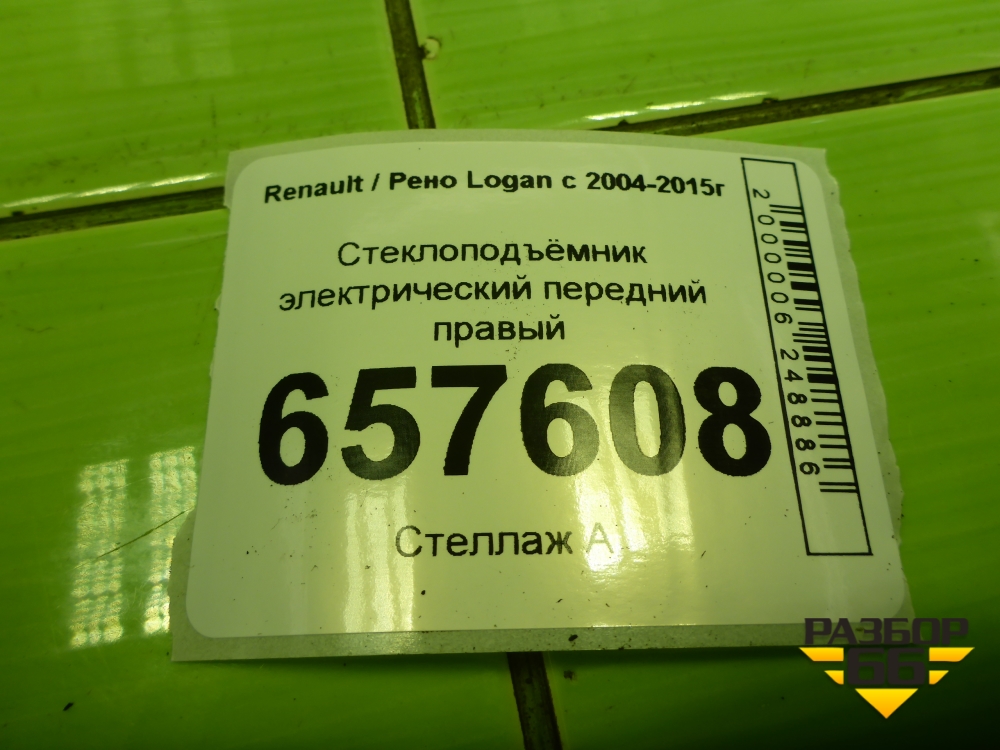 Renault / Рено Logan с 2004-2015г
Стеклоподъёмник
электрический передний
правый
657608
Стеллаж А
2000006248886
РАЗБОР
66